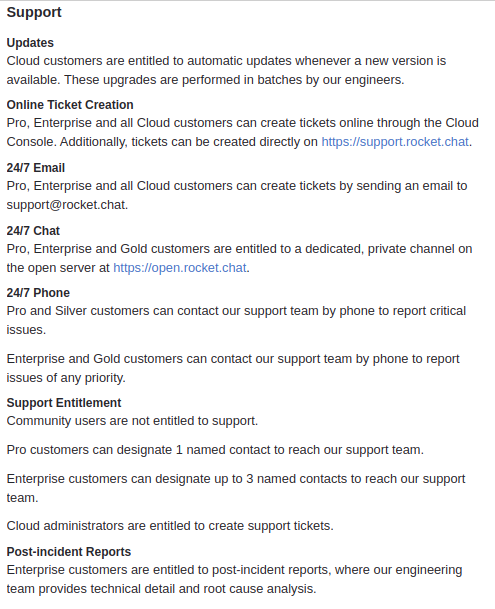 Support
Updates
Cloud customers are entitled to automatic updates whenever a new version is
available. These upgrades are performed in batches by our engineers.
Online Ticket Creation
Pro, Enterprise and all Cloud customers can create tickets online through the Cloud
Console. Additionally, tickets can be created directly on https://support.rocket.chat.
24/7 Email
Pro, Enterprise and all Cloud customers can create tickets by sending an email to
support@rocket.chat.
24/7 Chat
Pro, Enterprise and Gold customers are entitled to a dedicated, private channel on
the open server at https://open.rocket.chat.
24/7 Phone
Pro and Silver customers can contact our support team by phone to report critical
issues.
Enterprise and Gold customers can contact our support team by phone to report
issues of any priority.
Support Entitlement
Community users are not entitled to support.
Pro customers can designate 1 named contact to reach our support team.
Enterprise customers can designate up to 3 named contacts to reach our support
team.
Cloud administrators are entitled to create support tickets.
Post-incident Reports
Enterprise customers are entitled to post-incident reports, where our engineering
team provides technical detail and root cause analysis.